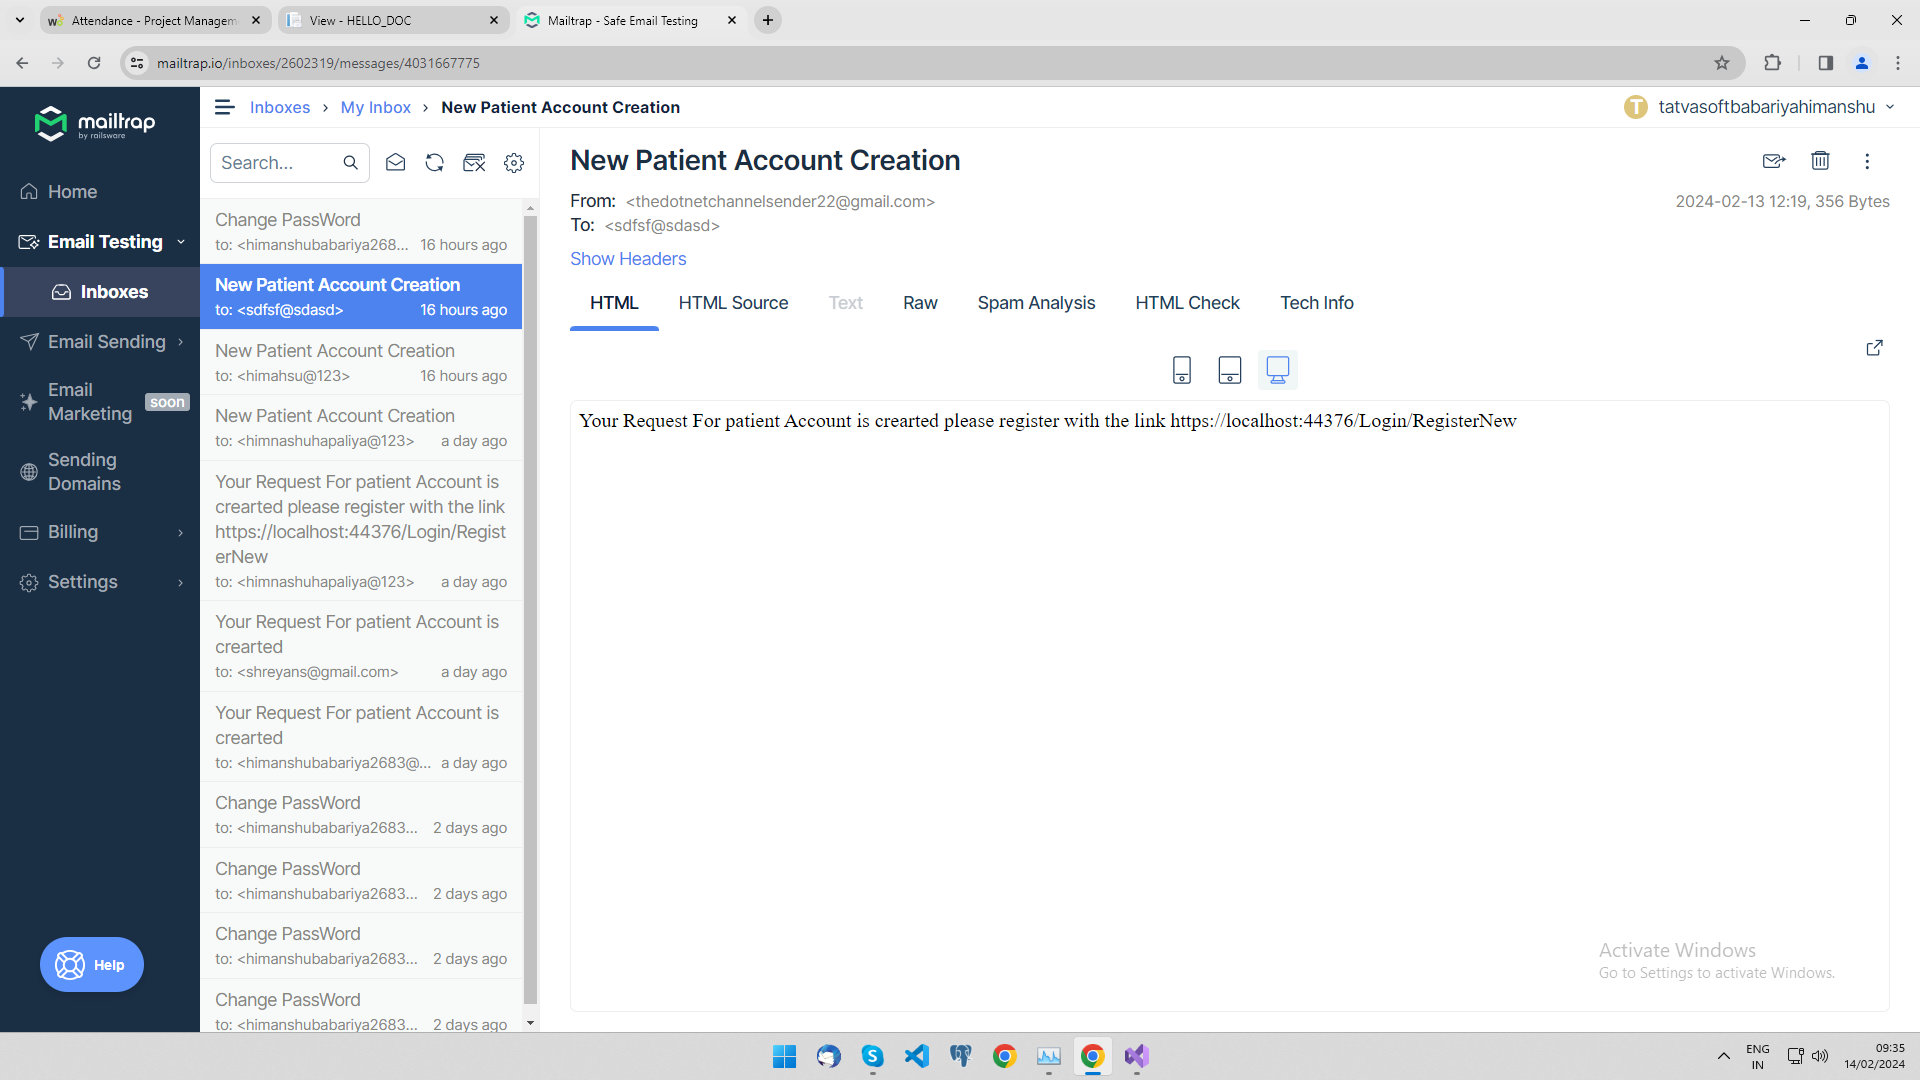 Attendance - Project Managem
View - HELLO_DOC
Mailtrap - Safe Email Testing
mailtrap.io/inboxes/2602319/messages/4031667775
mailtrap
by railsware
Inboxes > My Inbox > New Patient Account Creation
T tatvasoftbabariyahimanshu
Home
Email Testing
Inboxes
Email Sending
Email
Marketing
soon
Sending
Domains
Billing
Settings
Help
Search...
Change PassWord
to: <himanshubabariya268... 16 hours ago
New Patient Account Creation
to: <sdfsf@sdasd> 16 hours ago
New Patient Account Creation
to: <himahsu@123> 16 hours ago
New Patient Account Creation
to: <himnashuhapaliya@123> a day ago
Your Request For patient Account is
crearted please register with the link
https://localhost:44376/Login/Regist
erNew
to: <himnashuhapaliya@123> a day ago
Your Request For patient Account is
crearted
to: <shreyans@gmail.com> a day ago
Your Request For patient Account is
crearted
to: <himanshubabariya2683@... a day ago
Change PassWord
to: <himanshubabariya2683... 2 days ago
Change PassWord
to: <himanshubabariya2683... 2 days ago
Change PassWord
to: <himanshubabariya2683... 2 days ago
Change PassWord
to: <himanshubabariya2683... 2 days ago
New Patient Account Creation
From: <thedotnetchannelsender22@gmail.com>
2024-02-13 12:19, 356 Bytes
To: <sdfsf@sdasd>
Show Headers
HTML HTML Source Text Raw Spam Analysis HTML Check Tech Info
Your Request For patient Account is crearted please register with the link https://localhost:44376/Login/RegisterNew
Activate Windows
Go to Settings to activate Windows.
ENG
IN
09:35
14/02/2024